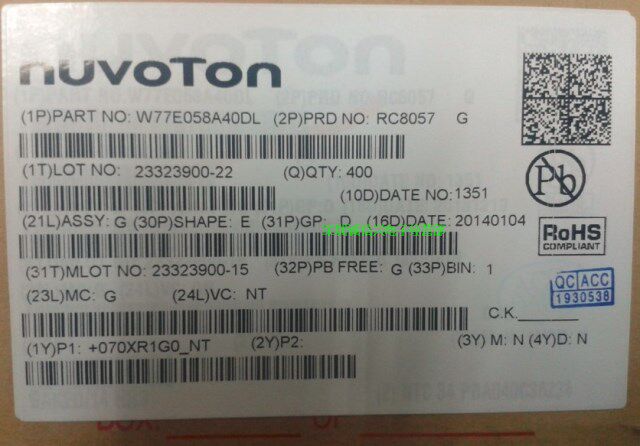 nuvoTon
(1P)PART NO: W77E058A40DL (2P)PRD NO: RC8057 G
(1T)LOT NO: 23323900-22 (Q)QTY: 400
(10D)DATE NO: 1351
Pb
(21L)ASSY: G (30P)SHAPE: E (31P)GP: D (16D)DATE: 20140104
RoHS
COMPLIANT
(31T)MLOT NO: 23323900-15 (32P)PB FREE: G (33P)BIN: 1
(23L)MC: G (24L)VC: NT
QC ACC
1930538
C.K.______
(1Y)P1: +070XR1G0_NT (2Y)P2: (3Y) M: N (4Y)D: N